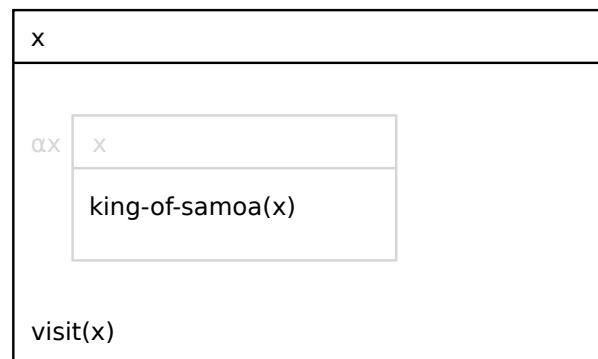 x
αx x
king-of-samoa(x)
visit(x)